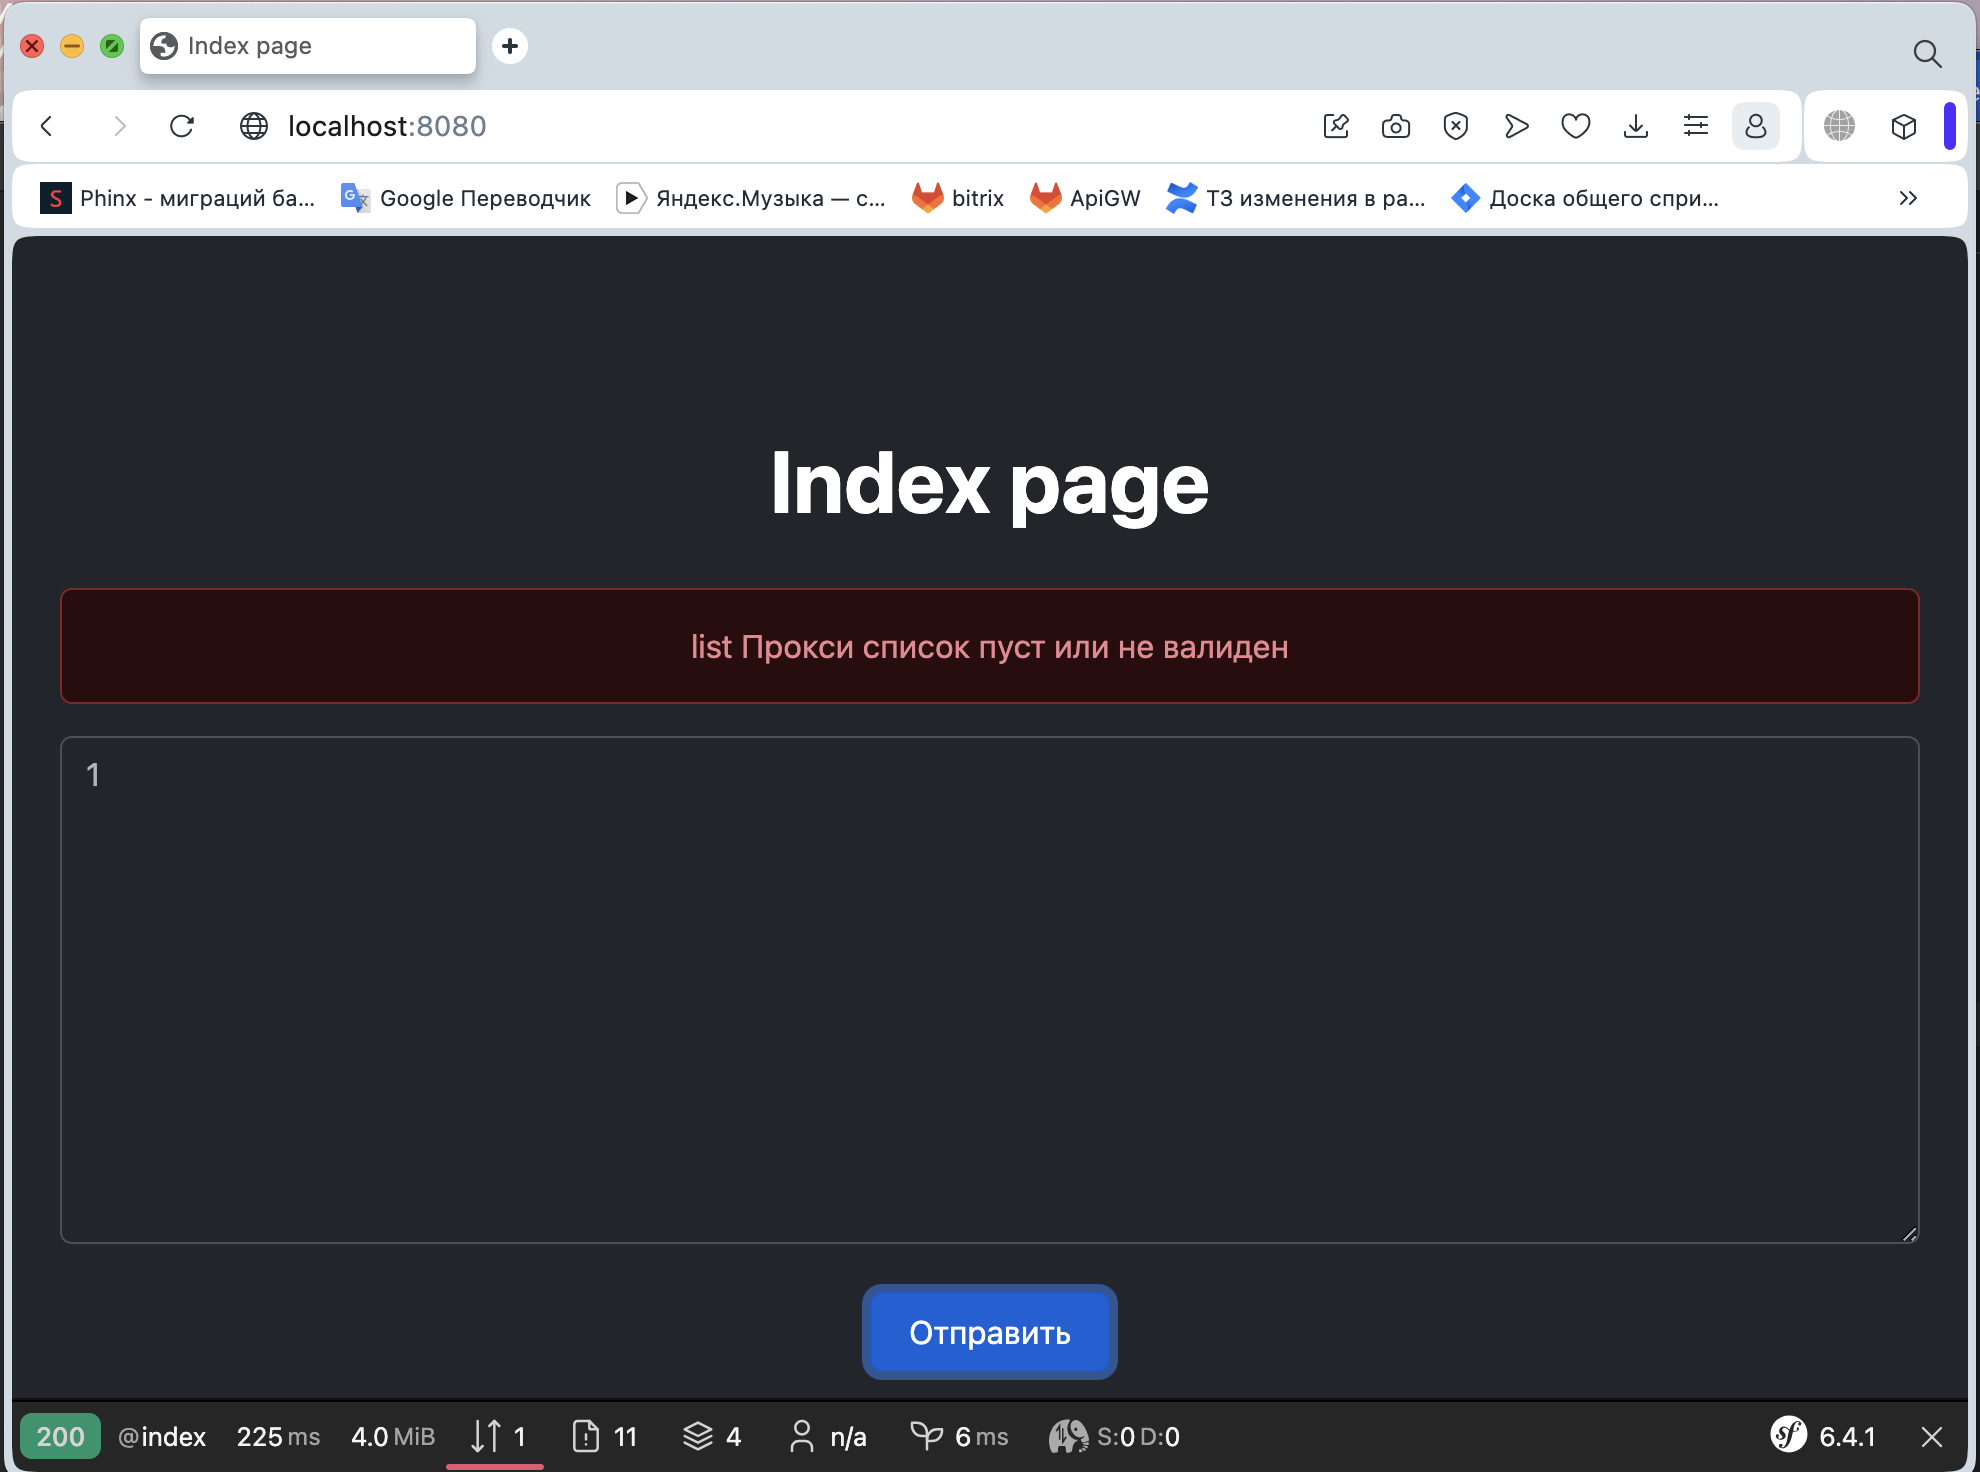 Index page
localhost:8080
Phinx - миграций ба... Google Переводчик Яндекс.Музыка — с... bitrix ApiGW ТЗ изменения в ра... Доска общего спри...
Index page
list Прокси список пуст или не валиден
1
Отправить
200 @index 225 ms 4.0 MiB 1 11 4 n/a 6 ms S:0 D:0 6.4.1